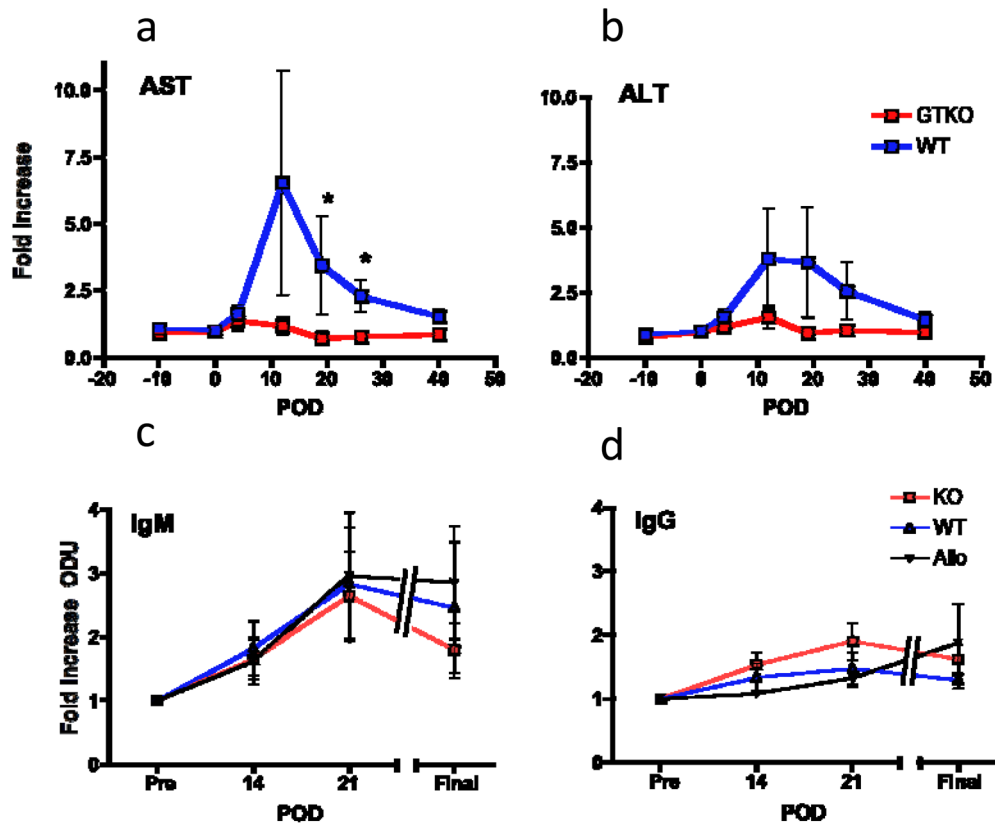 a
b
AST
ALT
GTKO
WT
Fold Increase
10.0
7.5
5.0
2.5
0.0
*
*
-20 -10 0 10 20 30 40 50
POD
10.0
7.5
5.0
2.5
0.0
-20 -10 0 10 20 30 40 50
POD
c
d
IgM
IgG
KO
WT
Allo
Fold Increase ODU
4
3
2
1
0
Pre 14 21 Final
POD
4
3
2
1
0
Pre 14 21 Final
POD